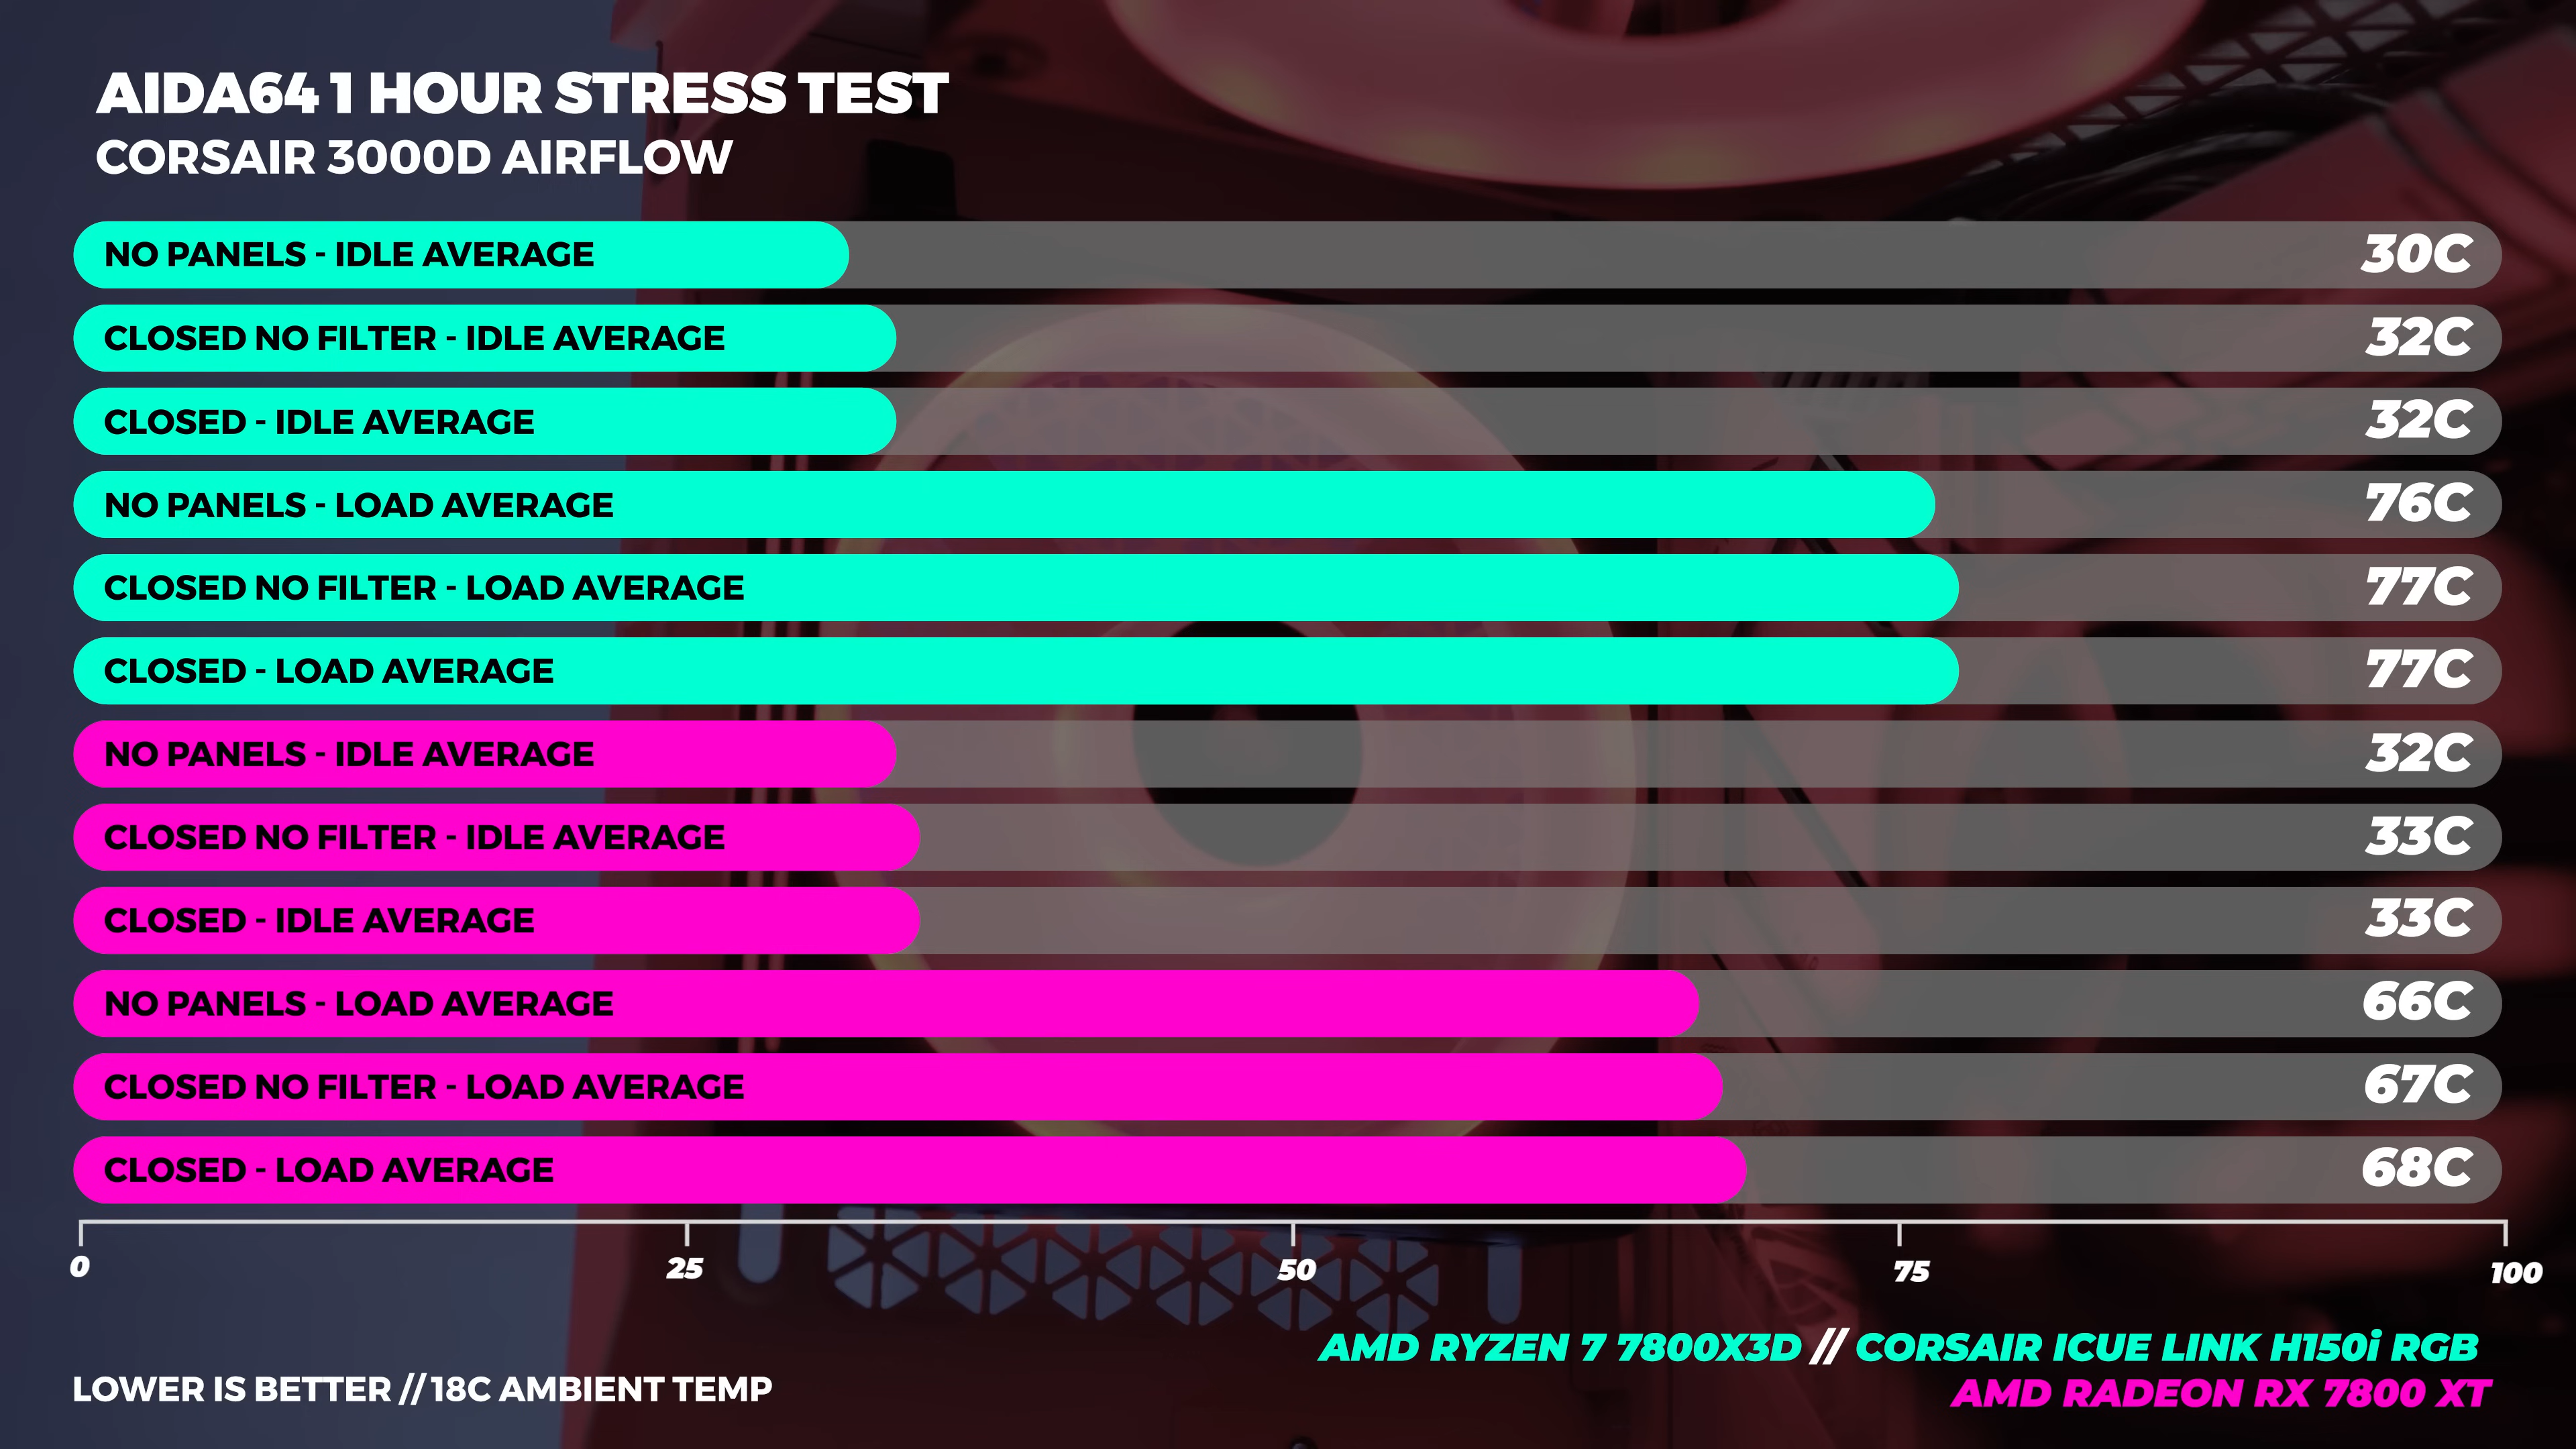 AIDA64 1 HOUR STRESS TEST
CORSAIR 3000D AIRFLOW
NO PANELS - IDLE AVERAGE 30C
CLOSED NO FILTER - IDLE AVERAGE 32C
CLOSED - IDLE AVERAGE 32C
NO PANELS - LOAD AVERAGE 76C
CLOSED NO FILTER - LOAD AVERAGE 77C
CLOSED - LOAD AVERAGE 77C
NO PANELS - IDLE AVERAGE 32C
CLOSED NO FILTER - IDLE AVERAGE 33C
CLOSED - IDLE AVERAGE 33C
NO PANELS - LOAD AVERAGE 66C
CLOSED NO FILTER - LOAD AVERAGE 67C
CLOSED - LOAD AVERAGE 68C
0 25 50 75 100
AMD RYZEN 7 7800X3D // CORSAIR ICUE LINK H150i RGB
AMD RADEON RX 7800 XT
LOWER IS BETTER // 18C AMBIENT TEMP